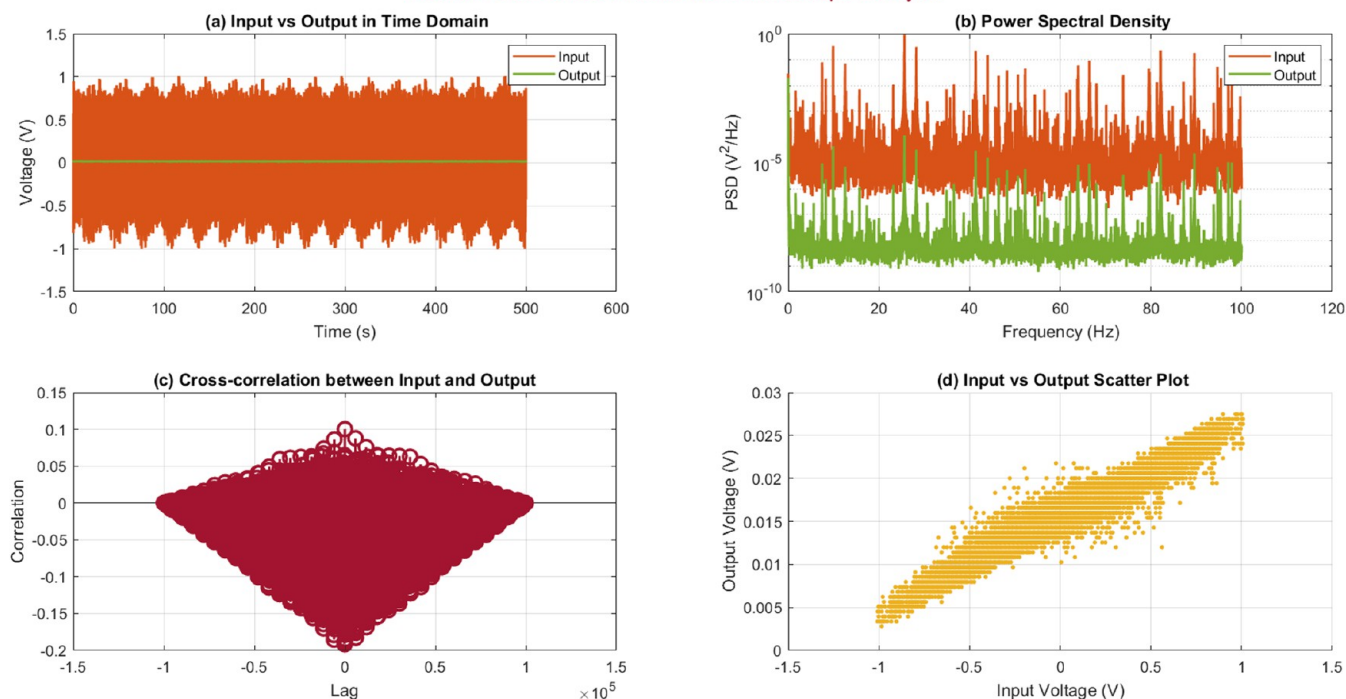 (a) Input vs Output in Time Domain
1.5
1
0.5
0
-0.5
-1
-1.5
Voltage (V)
Input
Output
0 100 200 300 400 500 600
Time (s)
(b) Power Spectral Density
10^0
10^-5
10^-10
PSD (V^2/Hz)
Input
Output
0 20 40 60 80 100 120
Frequency (Hz)
(c) Cross-correlation between Input and Output
0.15
0.1
0.05
0
-0.05
-0.1
-0.15
-0.2
Correlation
-1.5 -1 -0.5 0 0.5 1 1.5
Lag
×10^5
(d) Input vs Output Scatter Plot
0.03
0.025
0.02
0.015
0.01
0.005
0
Output Voltage (V)
-1.5 -1 -0.5 0 0.5 1 1.5
Input Voltage (V)